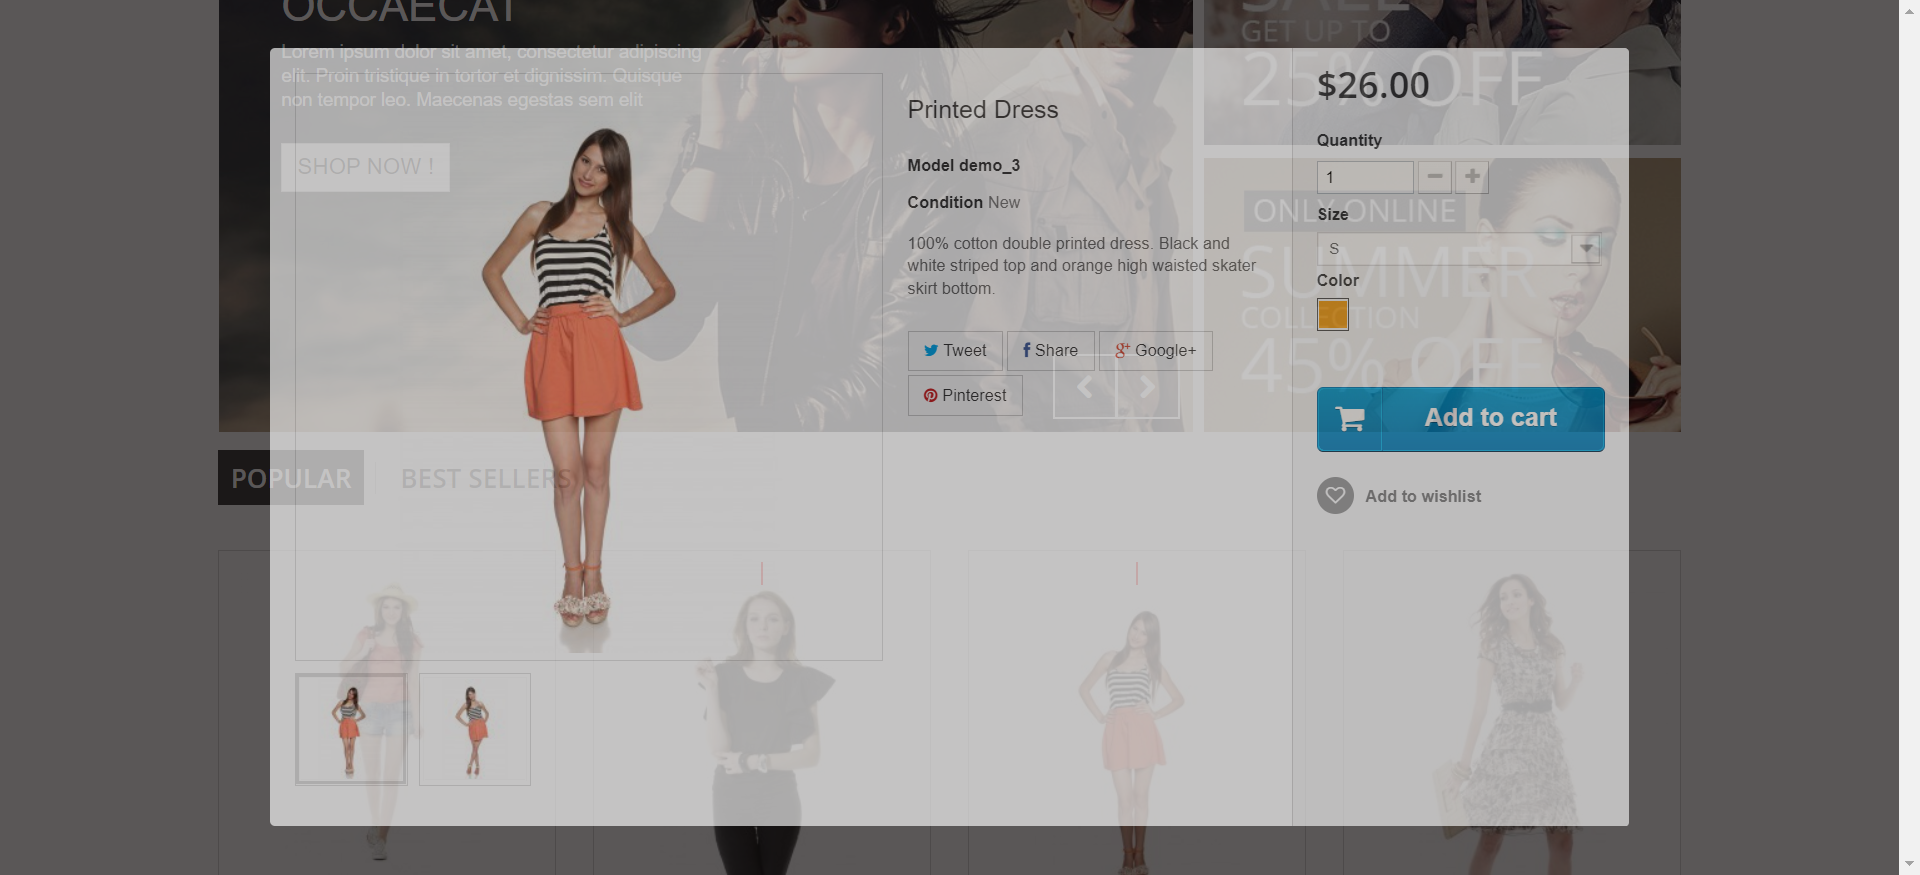 OCCAECAT
Lorem ipsum dolor sit amet, consectetur adipiscing
elit. Proin tristique in tortor et dignissim. Quisque
non tempor leo. Maecenas egestas sem elit
SHOP NOW !
SALE
GET UP TO
25% OFF
ONLY ONLINE
SUMMER
COLLECTION
45% OFF
Printed Dress
Model demo_3
Condition New
100% cotton double printed dress. Black and
white striped top and orange high waisted skater
skirt bottom.
Tweet
Share
Google+
Pinterest
$26.00
Quantity
1
Size
S
Color
Add to cart
Add to wishlist
POPULAR
BEST SELLERS